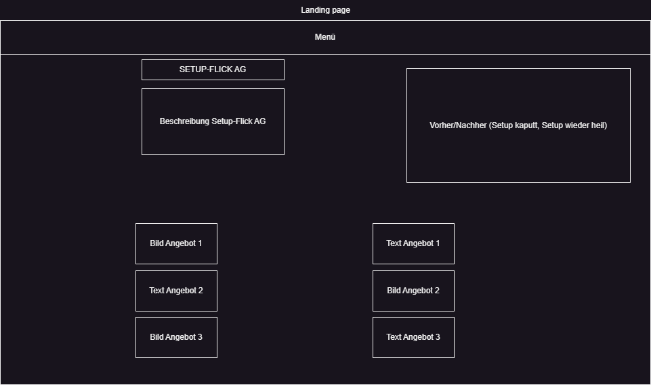 Landing page
Menü
SETUP-FLICK AG
Beschreibung Setup-Flick AG
Vorher/Nachher (Setup kaputt, Setup wieder heil)
Bild Angebot 1
Text Angebot 1
Text Angebot 2
Bild Angebot 2
Bild Angebot 3
Text Angebot 3